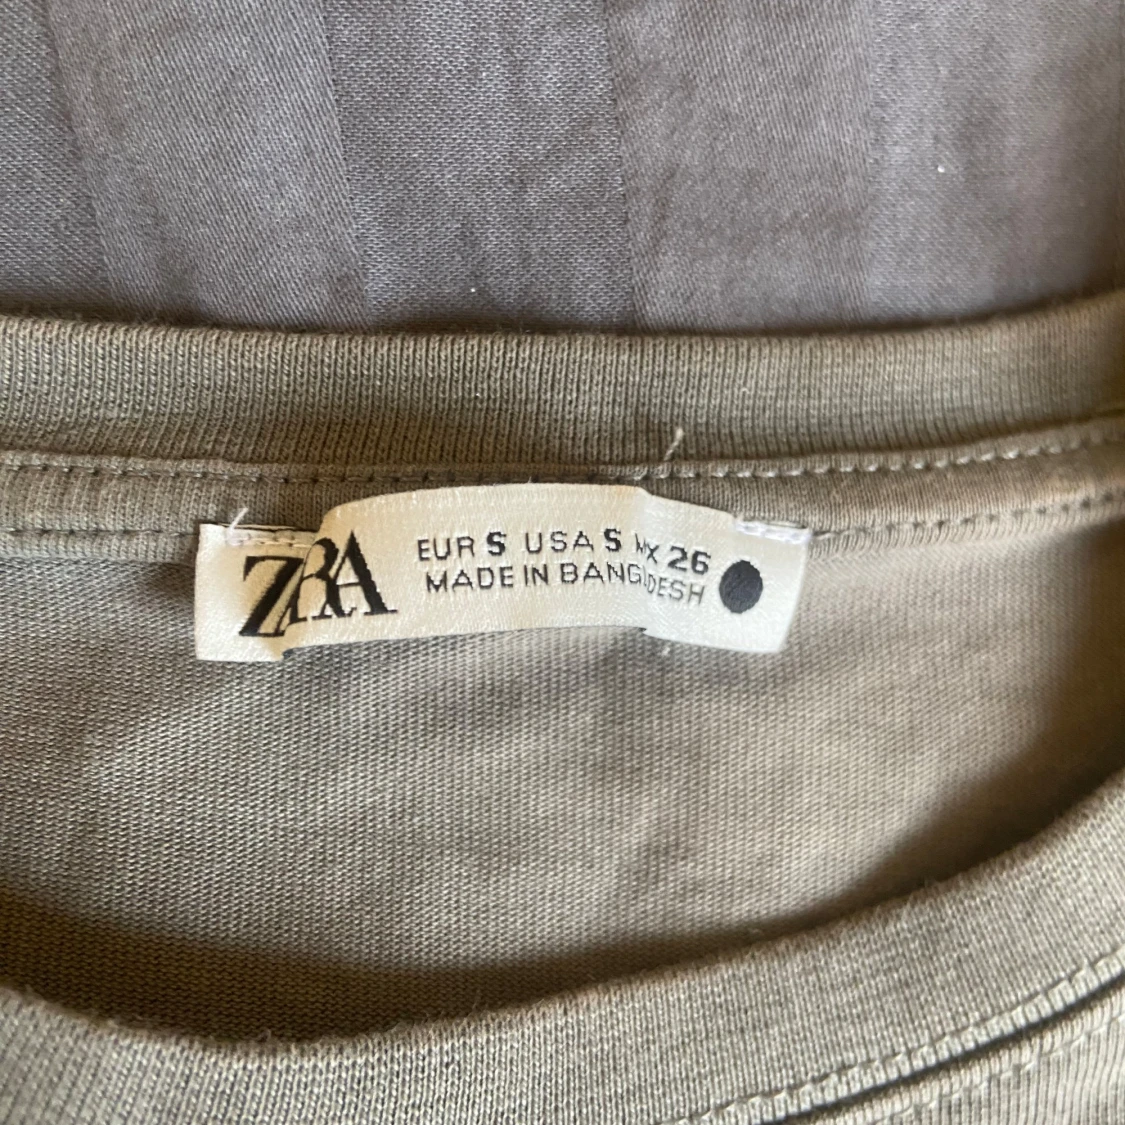 ZARA
EUR S USA S MX 26
MADE IN BANGLADESH